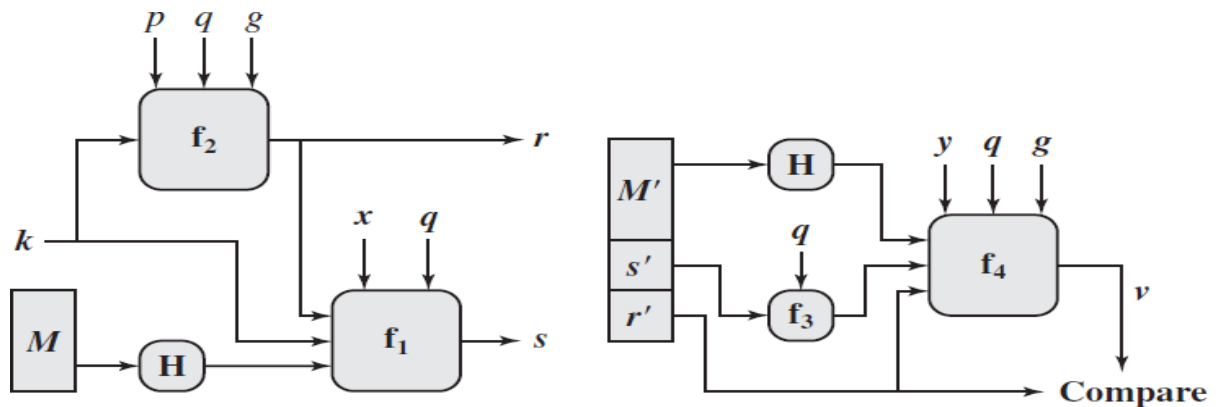 p q g
f₂
r
k
x q
M
H
f₁
s
M′
H
y q g
s′
q
f₃
f₄
r′
v
Compare